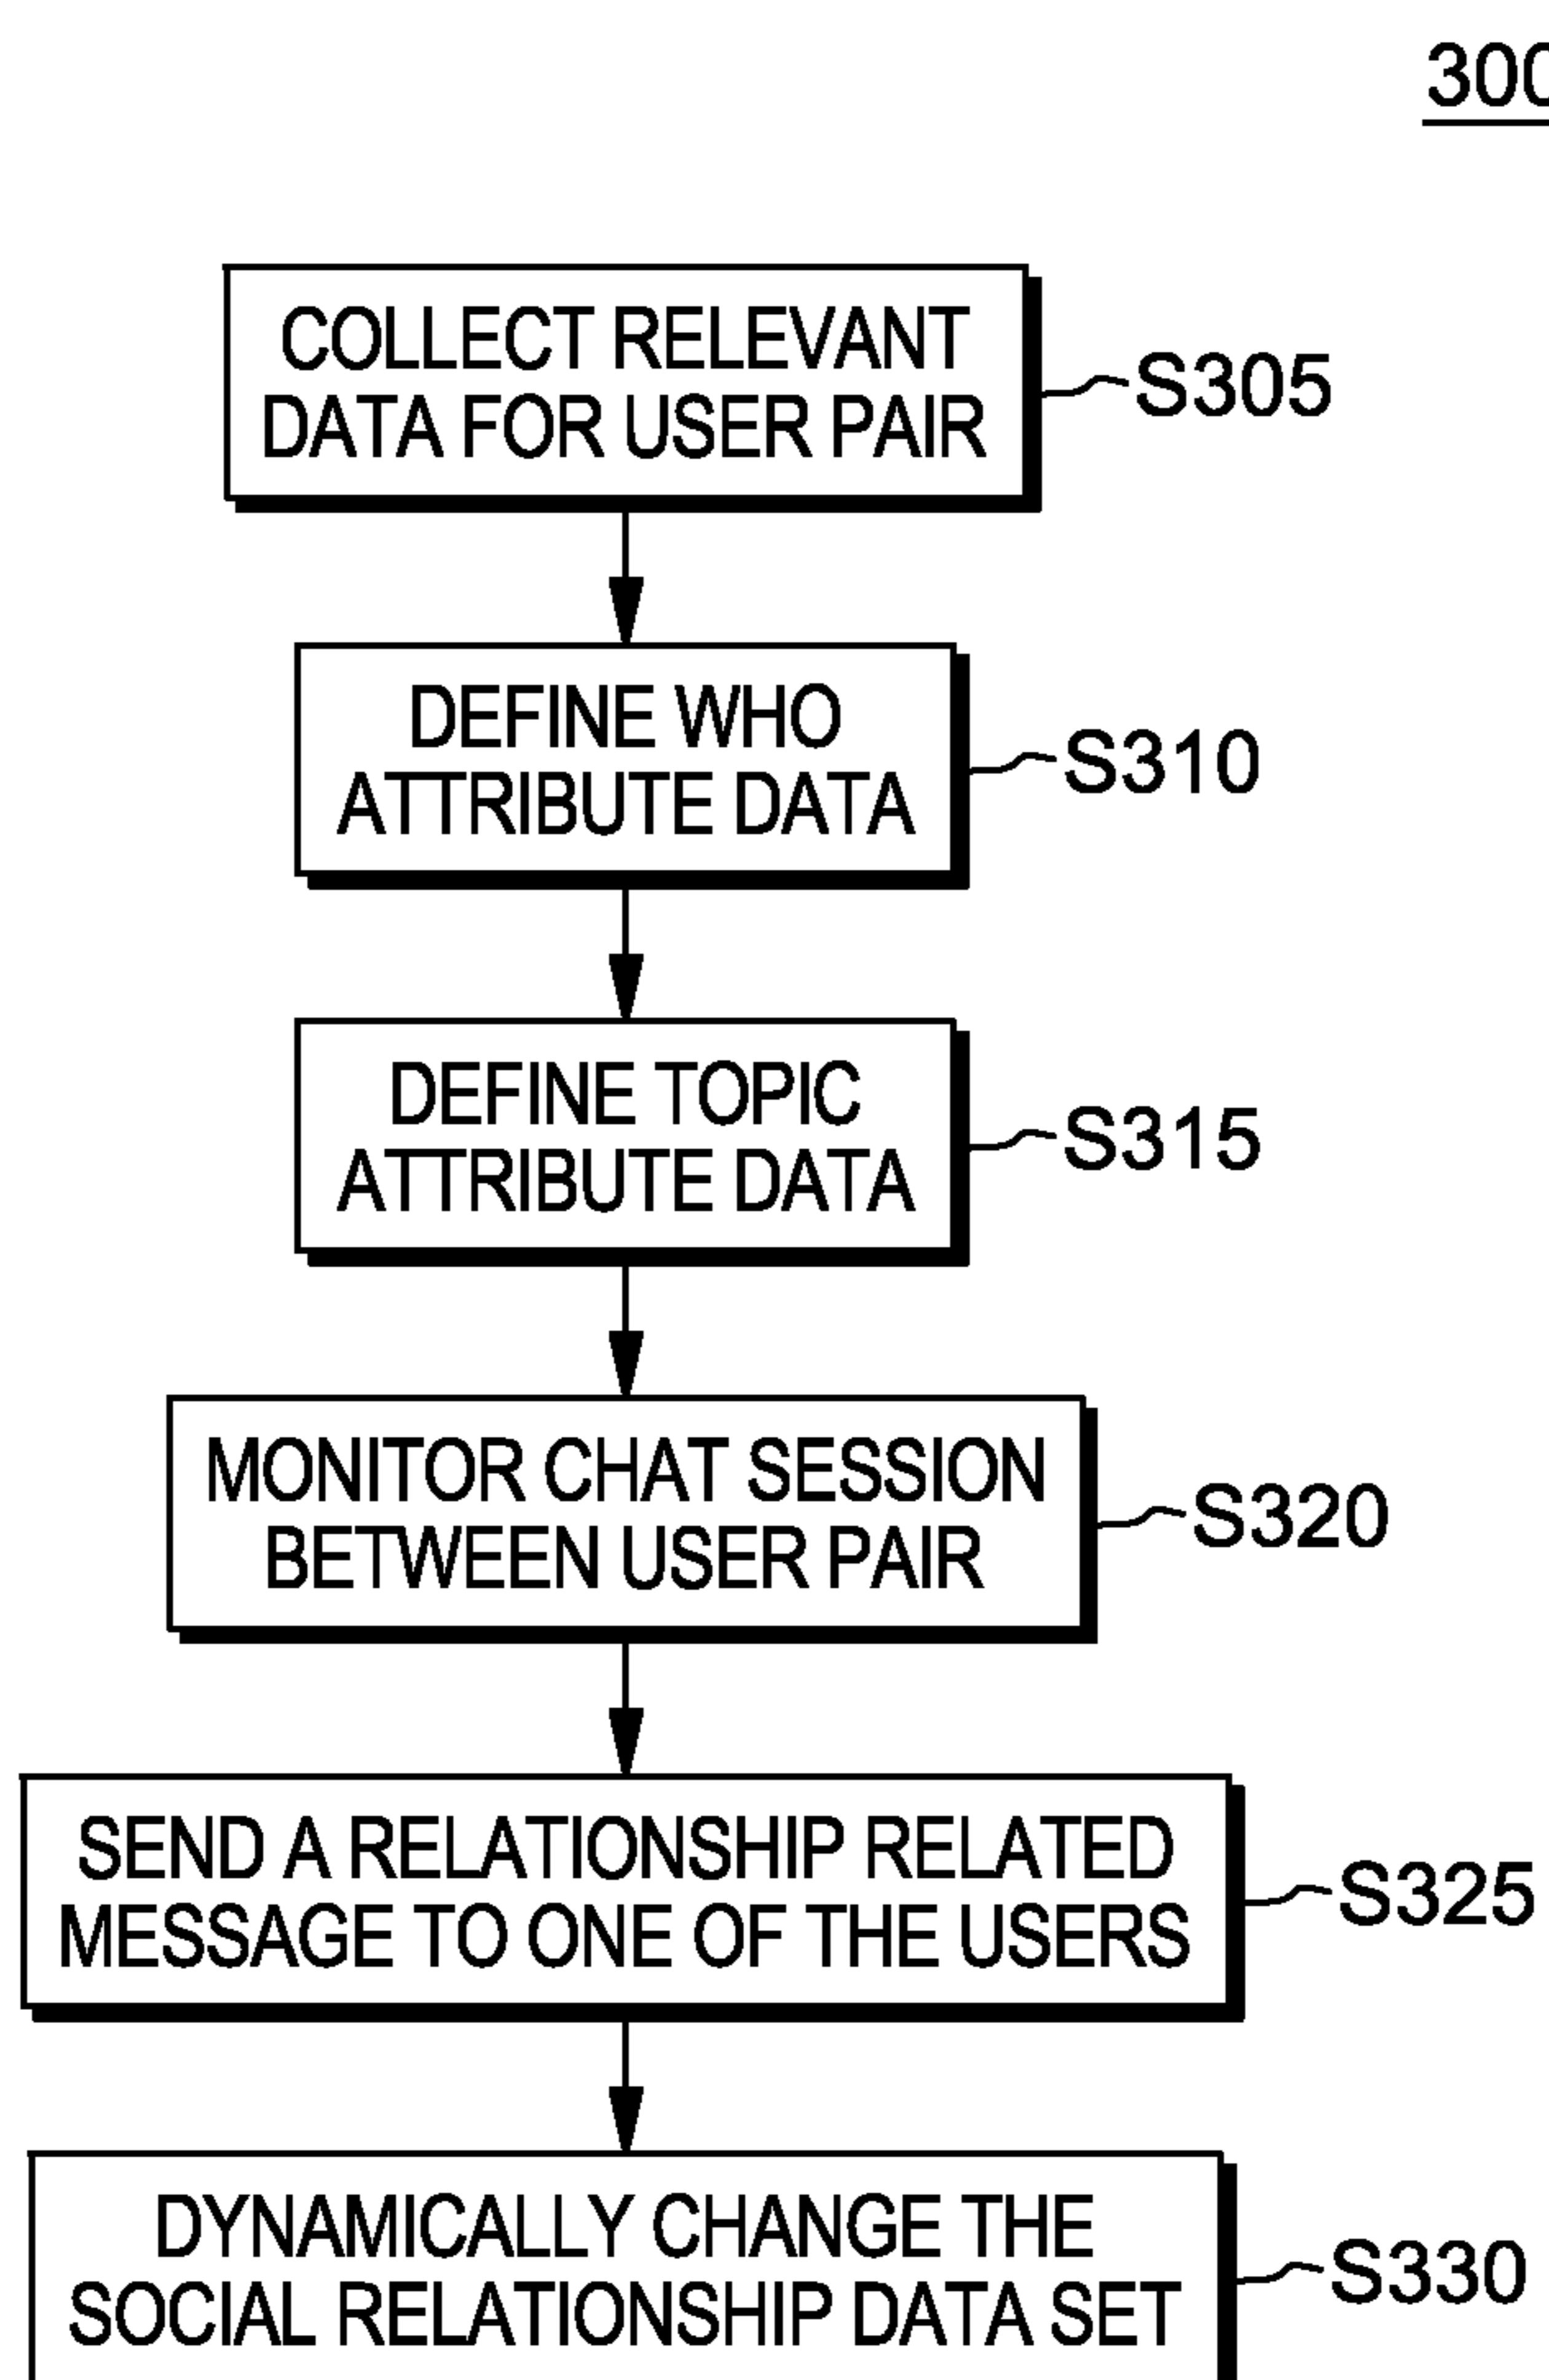 300
COLLECT RELEVANT
DATA FOR USER PAIR
S305
DEFINE WHO
ATTRIBUTE DATA
S310
DEFINE TOPIC
ATTRIBUTE DATA
S315
MONITOR CHAT SESSION
BETWEEN USER PAIR
S320
SEND A RELATIONSHIP RELATED
MESSAGE TO ONE OF THE USERS
S325
DYNAMICALLY CHANGE THE
SOCIAL RELATIONSHIP DATA SET
S330